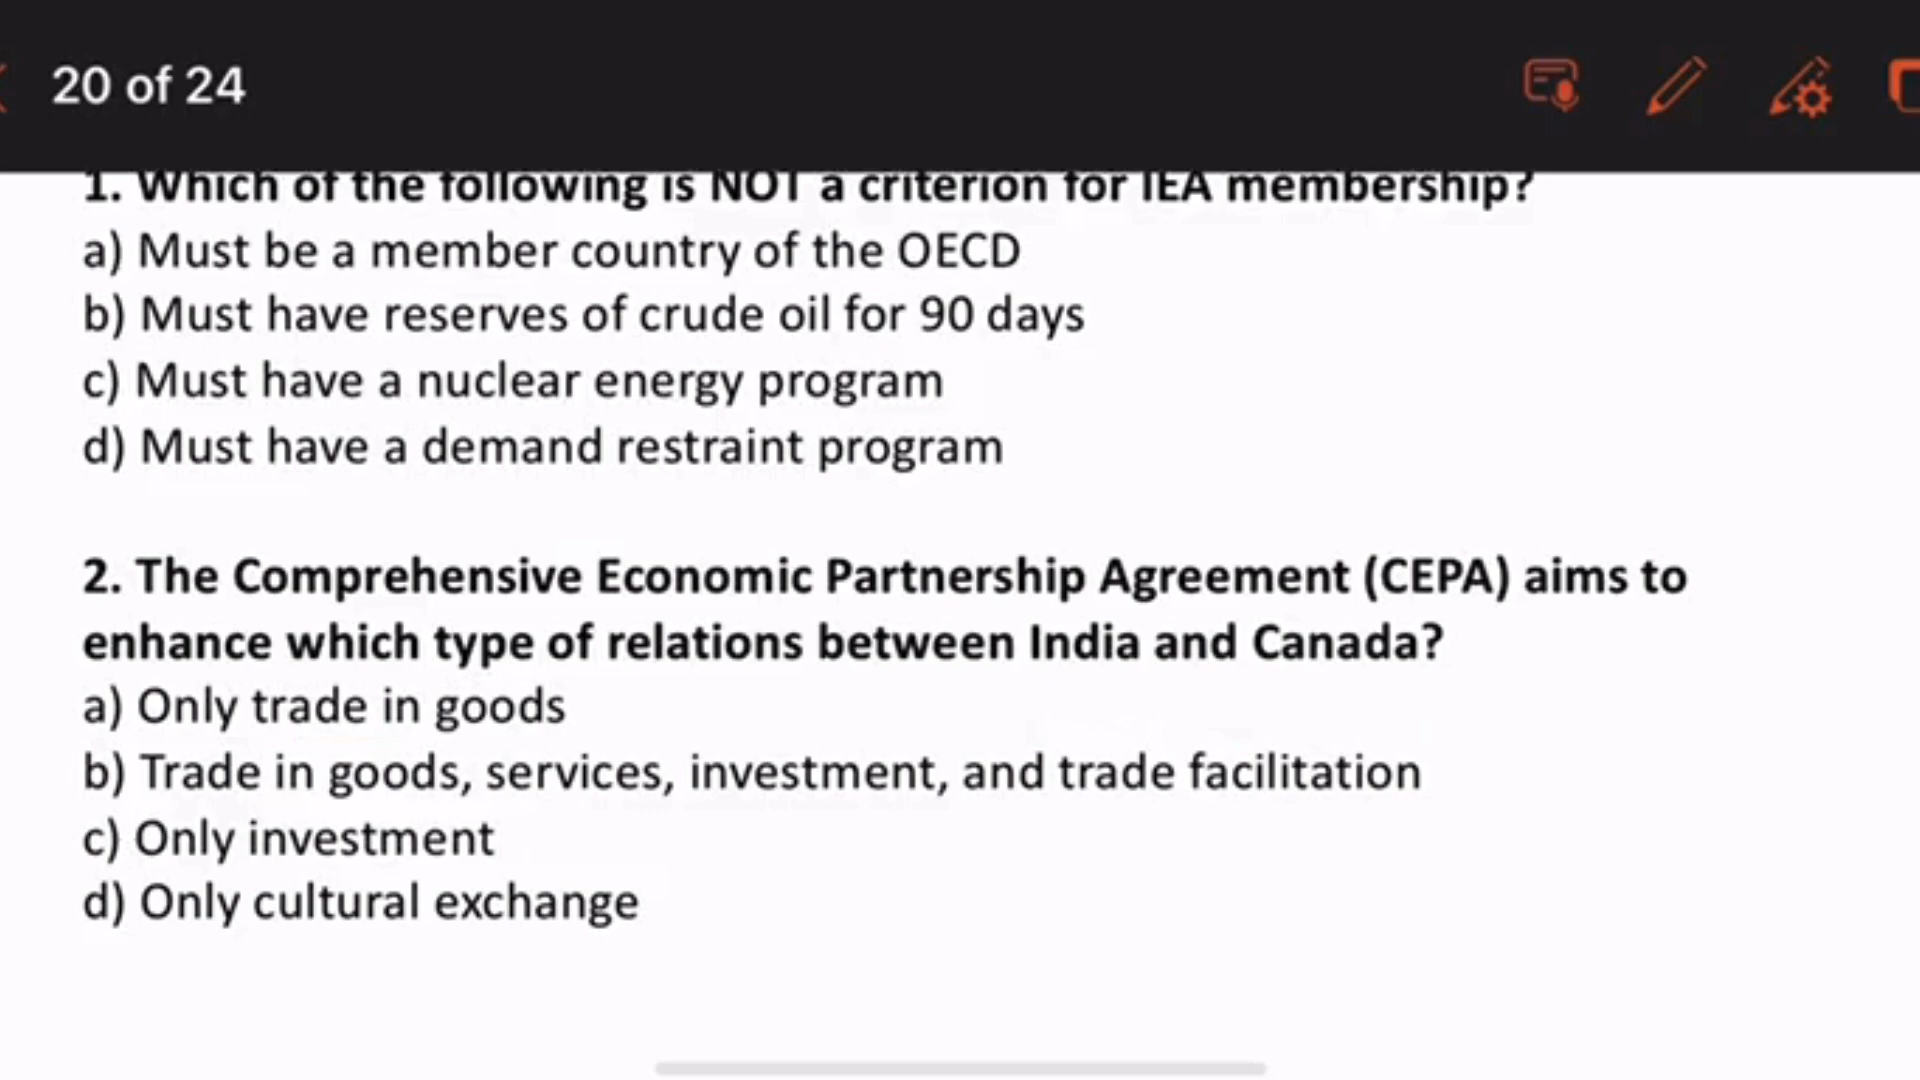 20 of 24
1. Which of the following is NOT a criterion for IEA membership?
a) Must be a member country of the OECD
b) Must have reserves of crude oil for 90 days
c) Must have a nuclear energy program
d) Must have a demand restraint program
2. The Comprehensive Economic Partnership Agreement (CEPA) aims to
enhance which type of relations between India and Canada?
a) Only trade in goods
b) Trade in goods, services, investment, and trade facilitation
c) Only investment
d) Only cultural exchange